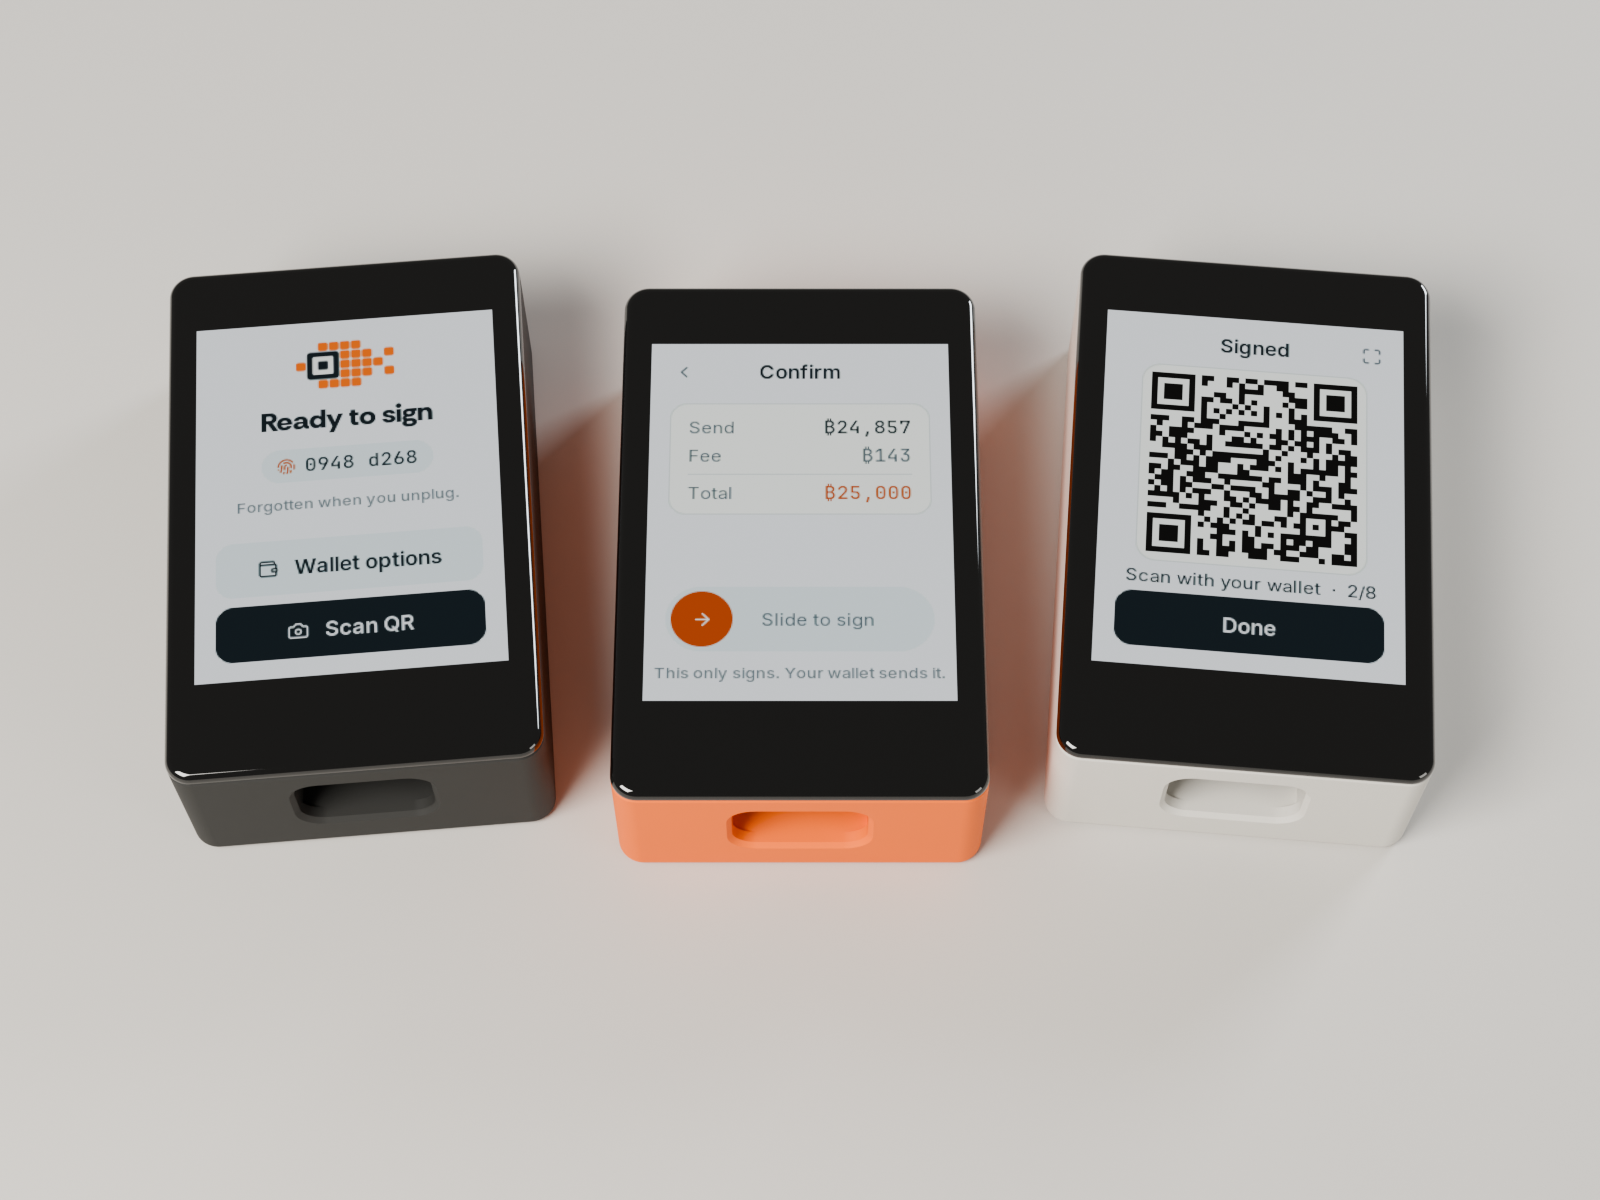 Ready to sign
0948 d268
Forgotten when you unplug.
Wallet options
Scan QR
Confirm
Send ₿24,857
Fee ₿143
Total ₿25,000
Slide to sign
This only signs. Your wallet sends it.
Signed
Scan with your wallet · 2/8
Done